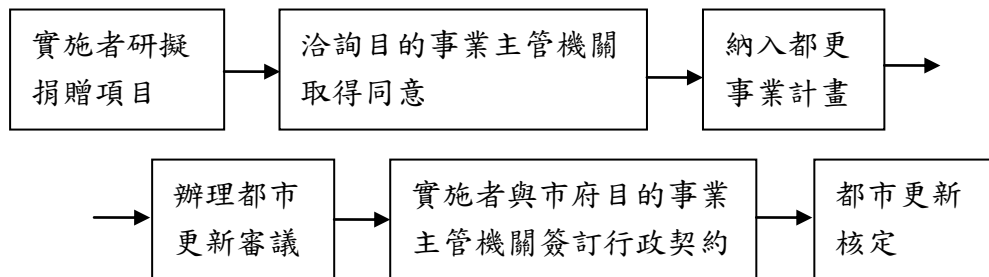 實施者研擬
捐贈項目
洽詢目的事業主管機關
取得同意
納入都更
事業計畫
辦理都市
更新審議
實施者與市府目的事業
主管機關簽訂行政契約
都市更新
核定